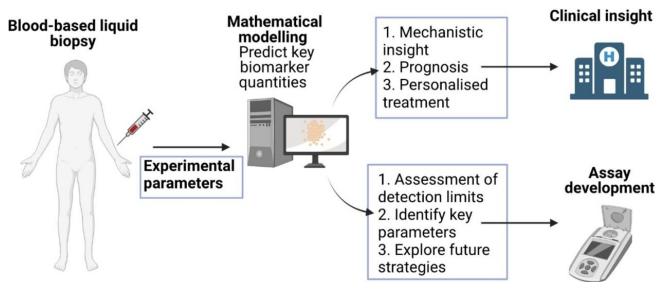 Blood-based liquid
biopsy
Experimental
parameters
Mathematical
modelling
Predict key
biomarker
quantities
1. Mechanistic
insight
2. Prognosis
3. Personalised
treatment
Clinical insight
H
1. Assessment of
detection limits
2. Identify key
parameters
3. Explore future
strategies
Assay
development